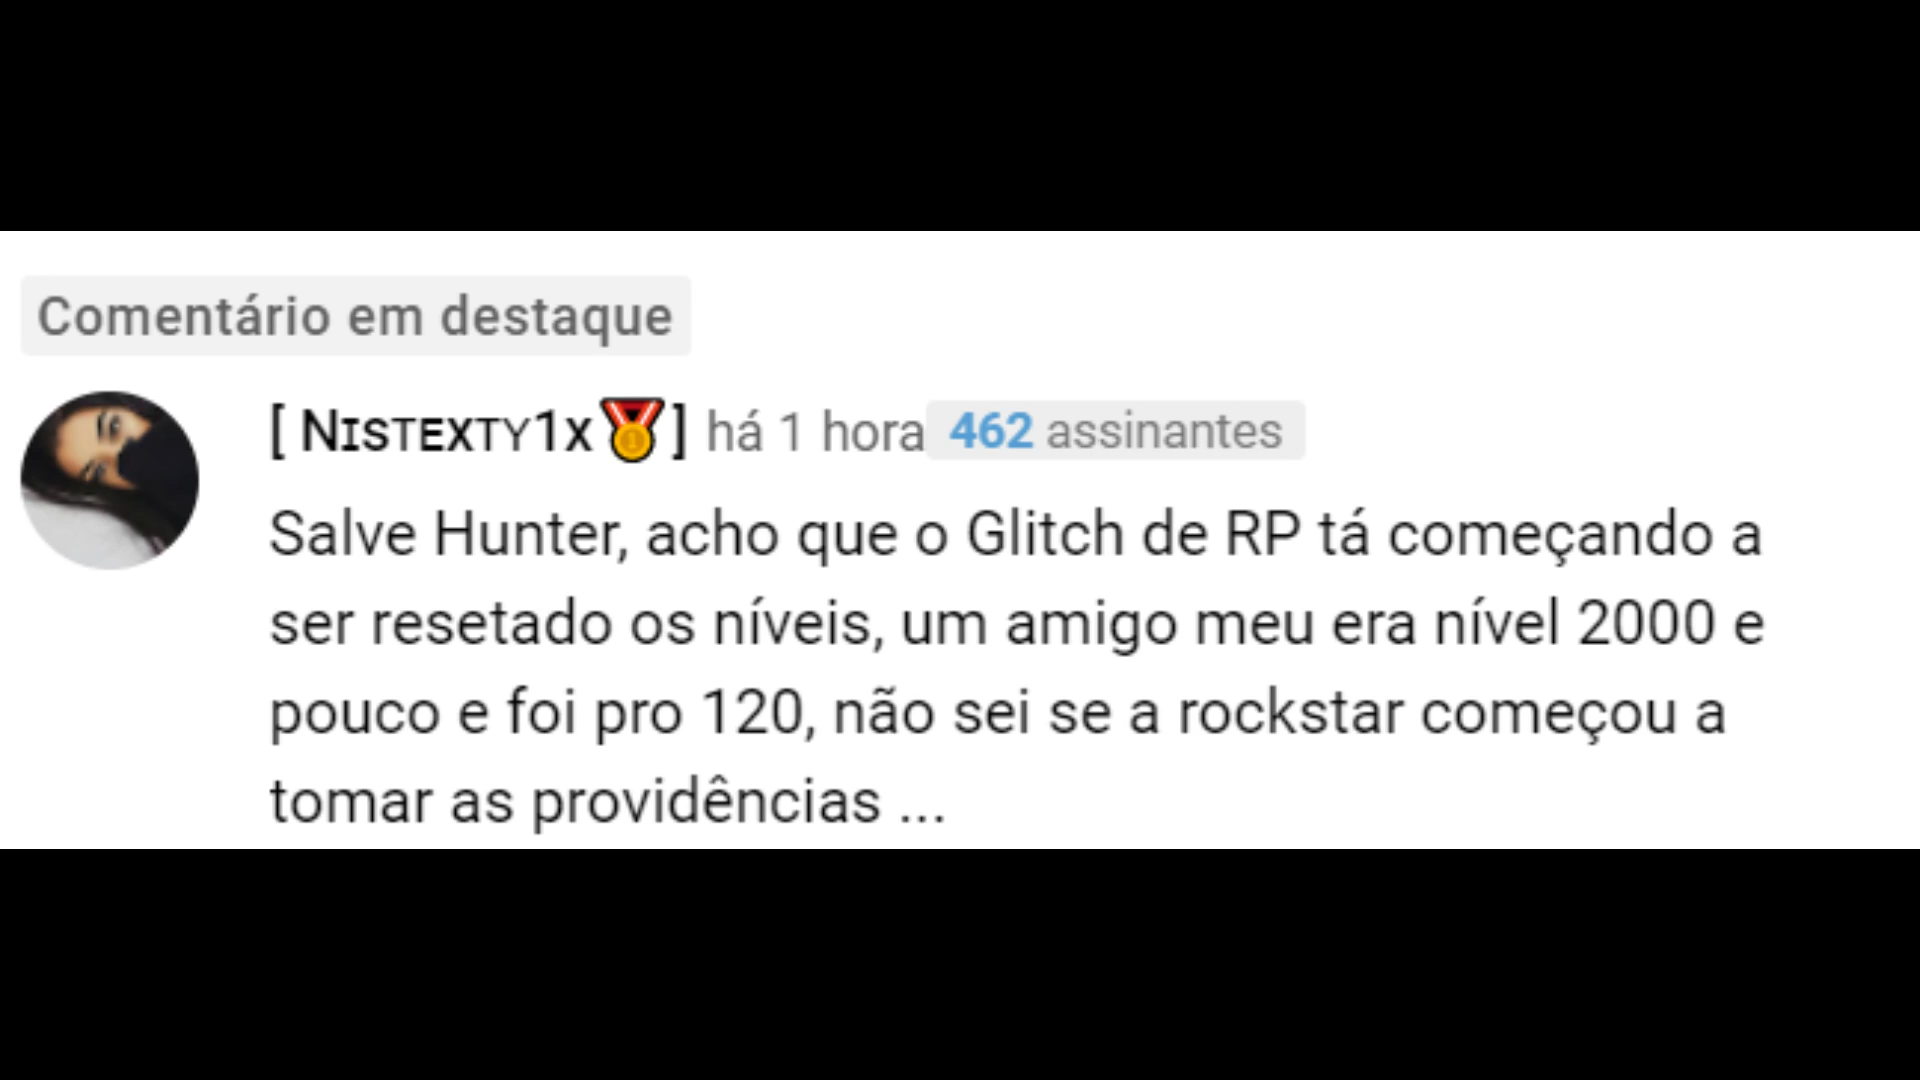 Comentário em destaque
[ Nɪsᴛᴇxᴛʏ1x🏅] há 1 hora 462 assinantes
Salve Hunter, acho que o Glitch de RP tá começando a
ser resetado os níveis, um amigo meu era nível 2000 e
pouco e foi pro 120, não sei se a rockstar começou a
tomar as providências ...